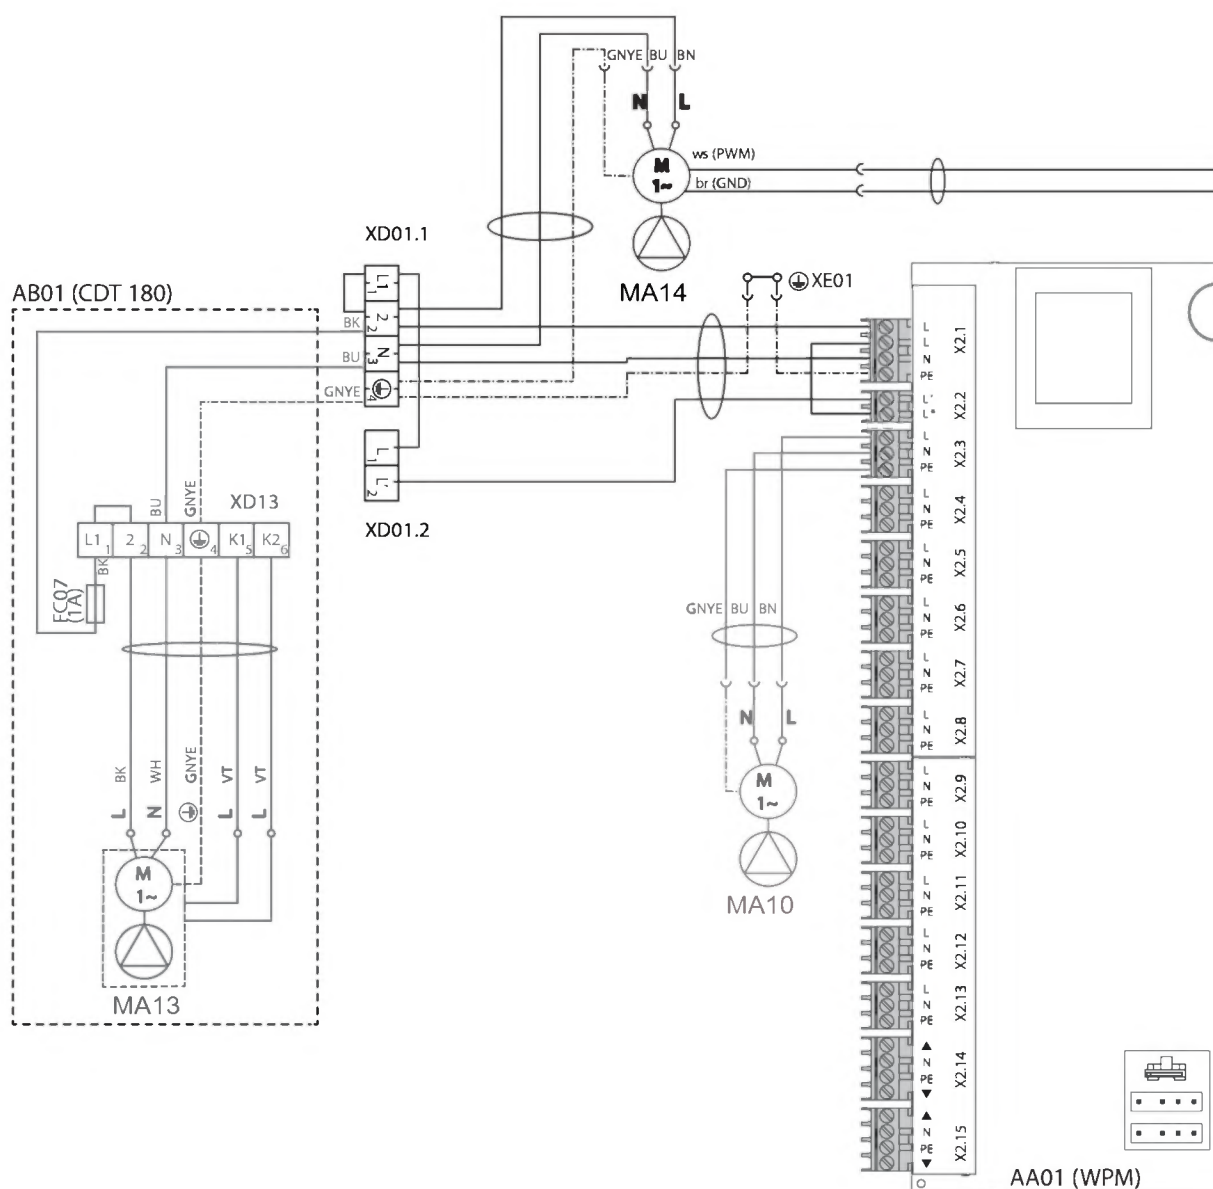 GNYE BU BN
N L
M
1~
ws (PWM)
br (GND)
MA14
XD01.1
L1 1
2 2
N 3
4
BK
BU
GNYE
L 1
L' 2
XD01.2
XE01
AB01 (CDT 180)
BU
GNYE
XD13
L1 1
2 2
N 3
4
K1 5
K2 6
BK
FC07
(1A)
BK
WH
GNYE
VT
VT
L
N
L
L
M
1~
MA13
GNYE BU BN
N L
M
1~
MA10
L
L
N
PE
X2.1
L'
L*
X2.2
L
N
PE
X2.3
L
N
PE
X2.4
L
N
PE
X2.5
L
N
PE
X2.6
L
N
PE
X2.7
L
N
PE
X2.8
L
N
PE
X2.9
L
N
PE
X2.10
L
N
PE
X2.11
L
N
PE
X2.12
L
N
PE
X2.13
▲
N
PE
▼
X2.14
▲
N
PE
▼
X2.15
AA01 (WPM)